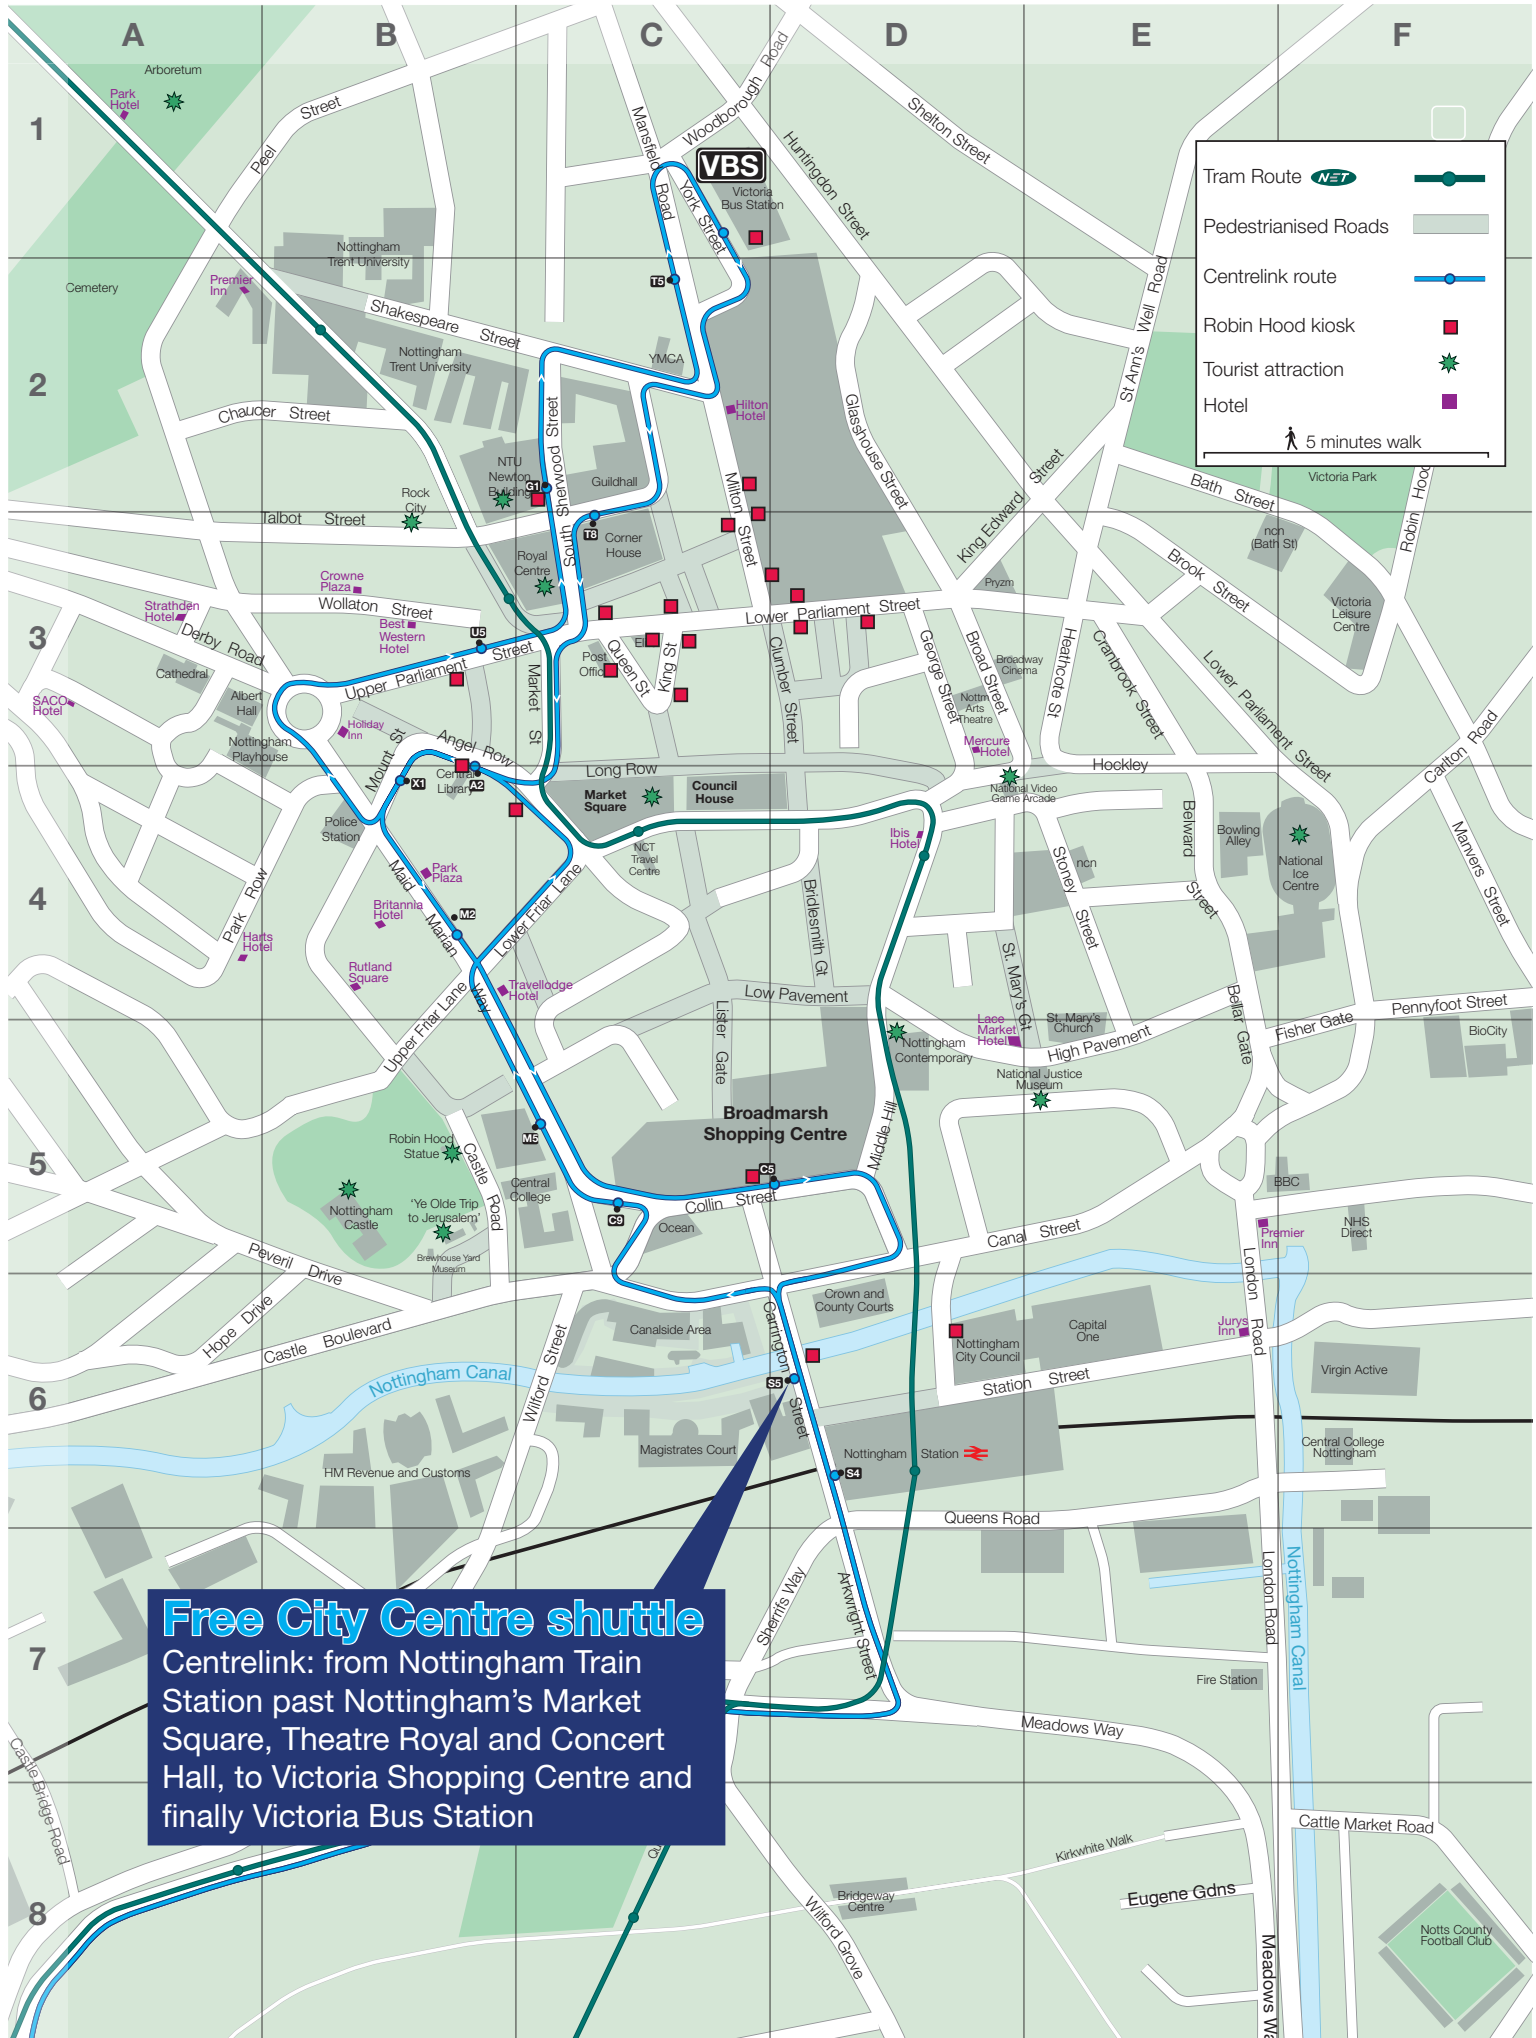 A
B
C
D
E
F
1
2
3
4
5
6
7
8
Arboretum
Park
Hotel
Peel
Street
Mansfield
Road
Woodborough Road
VBS
Victoria
Bus Station
York Street
Huntingdon Street
Shelton Street
Tram Route
NET
Pedestrianised Roads
Centrelink route
Robin Hood kiosk
Tourist attraction
Hotel
5 minutes walk
Nottingham
Trent University
Cemetery
Premier
Inn
T5
Shakespeare Street
Nottingham
Trent University
YMCA
St Ann's Well Road
Chaucer Street
Hilton
Hotel
Glasshouse Street
South Sherwood Street
NTU
Newton
Building
G1
Guildhall
Milton Street
King Edward Street
Bath Street
Victoria Park
Robin Hood
Rock
City
Talbot Street
T8
Corner
House
Royal
Centre
ncn
(Bath St)
Brook Street
Pryzm
Crowne
Plaza
Wollaton Street
Strathden
Hotel
Best
Western
Hotel
U5
Lower Parliament Street
Victoria
Leisure
Centre
Derby Road
Cathedral
Upper Parliament Street
Post
Office
Queen St
King St
Clumber Street
George Street
Broad Street
Broadway
Cinema
Heathcote St
Cranbrook Street
Lower Parliament Street
SACO
Hotel
Albert
Hall
Market St
Nottm
Arts
Theatre
Holiday
Inn
Nottingham
Playhouse
Mount St
Angel Row
Mercure
Hotel
Carlton Road
Hockley
Long Row
X1
Central
Library
A2
Market
Square
Council
House
National Video
Game Arcade
Police
Station
NCT
Travel
Centre
Ibis
Hotel
Belward Street
Bowling
Alley
National
Ice
Centre
Manvers Street
Stoney Street
ncn
Park
Plaza
Maid Marian Way
Britannia
Hotel
M2
Lower Friar Lane
Bridlesmith Gt
Park Row
Harts
Hotel
Rutland
Square
Travellodge
Hotel
Low Pavement
St. Mary's Gt
Upper Friar Lane
Lister Gate
Lace
Market
Hotel
St. Mary's
Church
High Pavement
Bellar Gate
Fisher Gate
Pennyfoot Street
BioCity
Nottingham
Contemporary
National Justice
Museum
Broadmarsh
Shopping Centre
Middle Hill
M5
Robin Hood
Statue
Castle Road
Central
College
C5
Nottingham
Castle
'Ye Olde Trip
to Jerusalem'
C9
Collin Street
Ocean
BBC
Brewhouse Yard
Museum
Canal Street
Premier
Inn
NHS
Direct
Peveril Drive
Hope Drive
Castle Boulevard
Wilford Street
Canalside Area
Carrington Street
Crown and
County Courts
Nottingham
City Council
Capital
One
Jurys
Inn
London Road
Nottingham Canal
S5
Station Street
Virgin Active
Magistrates Court
Nottingham Station
S4
Central College
Nottingham
HM Revenue and Customs
Queens Road
Sherrifs Way
Arkwright Street
London Road
Nottingham Canal
Free City Centre shuttle
Centrelink: from Nottingham Train
Station past Nottingham's Market
Square, Theatre Royal and Concert
Hall, to Victoria Shopping Centre and
finally Victoria Bus Station
Fire Station
Meadows Way
Castle Bridge Road
Cattle Market Road
Kirkwhite Walk
Bridgeway
Centre
Eugene Gdns
Wilford Grove
Notts County
Football Club
Meadows Wa